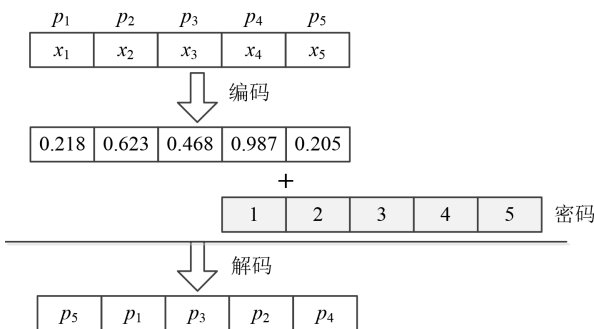 p₁ p₂ p₃ p₄ p₅
x₁ x₂ x₃ x₄ x₅
编码
0.218 0.623 0.468 0.987 0.205
+
1 2 3 4 5 密码
解码
p₅ p₁ p₃ p₂ p₄